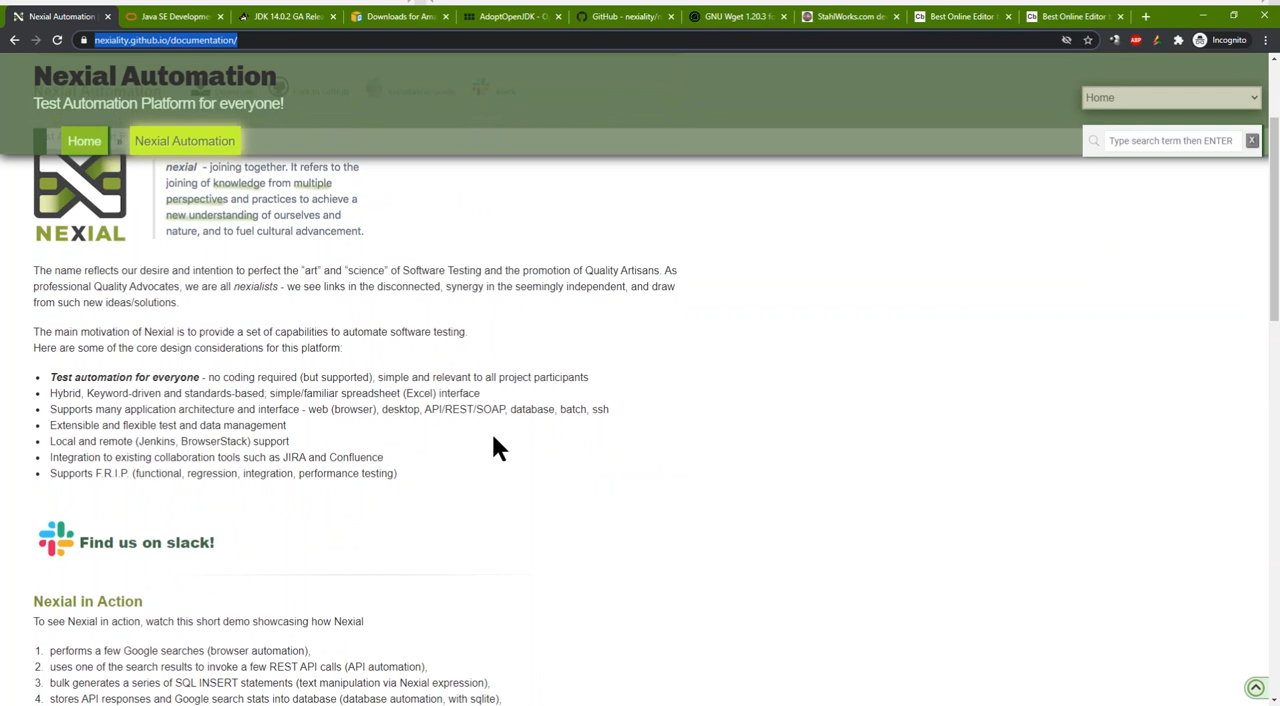 Nexial Automation
Java SE Developme
JDK 14.0.2 GA Rele
Downloads for Ama
AdoptOpenJDK - O
GitHub - nexiality/n
GNU Wget 1.20.3 fo
StahlWorks.com de
Best Online Editor
Best Online Editor
nexiality.github.io/documentation/
ABP
Incognito
Nexial Automation
Test Automation Platform for everyone!
Home
Home
Nexial Automation
Type search term then ENTER
X
NEXIAL
nexial - joining together. It refers to the
joining of knowledge from multiple
perspectives and practices to achieve a
new understanding of ourselves and
nature, and to fuel cultural advancement.
The name reflects our desire and intention to perfect the "art" and "science" of Software Testing and the promotion of Quality Artisans. As
professional Quality Advocates, we are all nexialists - we see links in the disconnected, synergy in the seemingly independent, and draw
from such new ideas/solutions.
The main motivation of Nexial is to provide a set of capabilities to automate software testing.
Here are some of the core design considerations for this platform:
• Test automation for everyone - no coding required (but supported), simple and relevant to all project participants
• Hybrid, Keyword-driven and standards-based; simple/familiar spreadsheet (Excel) interface
• Supports many application architecture and interface - web (browser), desktop, API/REST/SOAP, database, batch, ssh
• Extensible and flexible test and data management
• Local and remote (Jenkins, BrowserStack) support
• Integration to existing collaboration tools such as JIRA and Confluence
• Supports F.R.I.P. (functional, regression, integration, performance testing)
Find us on slack!
Nexial in Action
To see Nexial in action, watch this short demo showcasing how Nexial
1. performs a few Google searches (browser automation),
2. uses one of the search results to invoke a few REST API calls (API automation),
3. bulk generates a series of SQL INSERT statements (text manipulation via Nexial expression),
4. stores API responses and Google search stats into database (database automation, with sqlite),